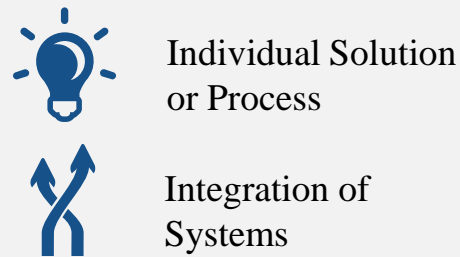 Individual Solution
or Process
Integration of
Systems